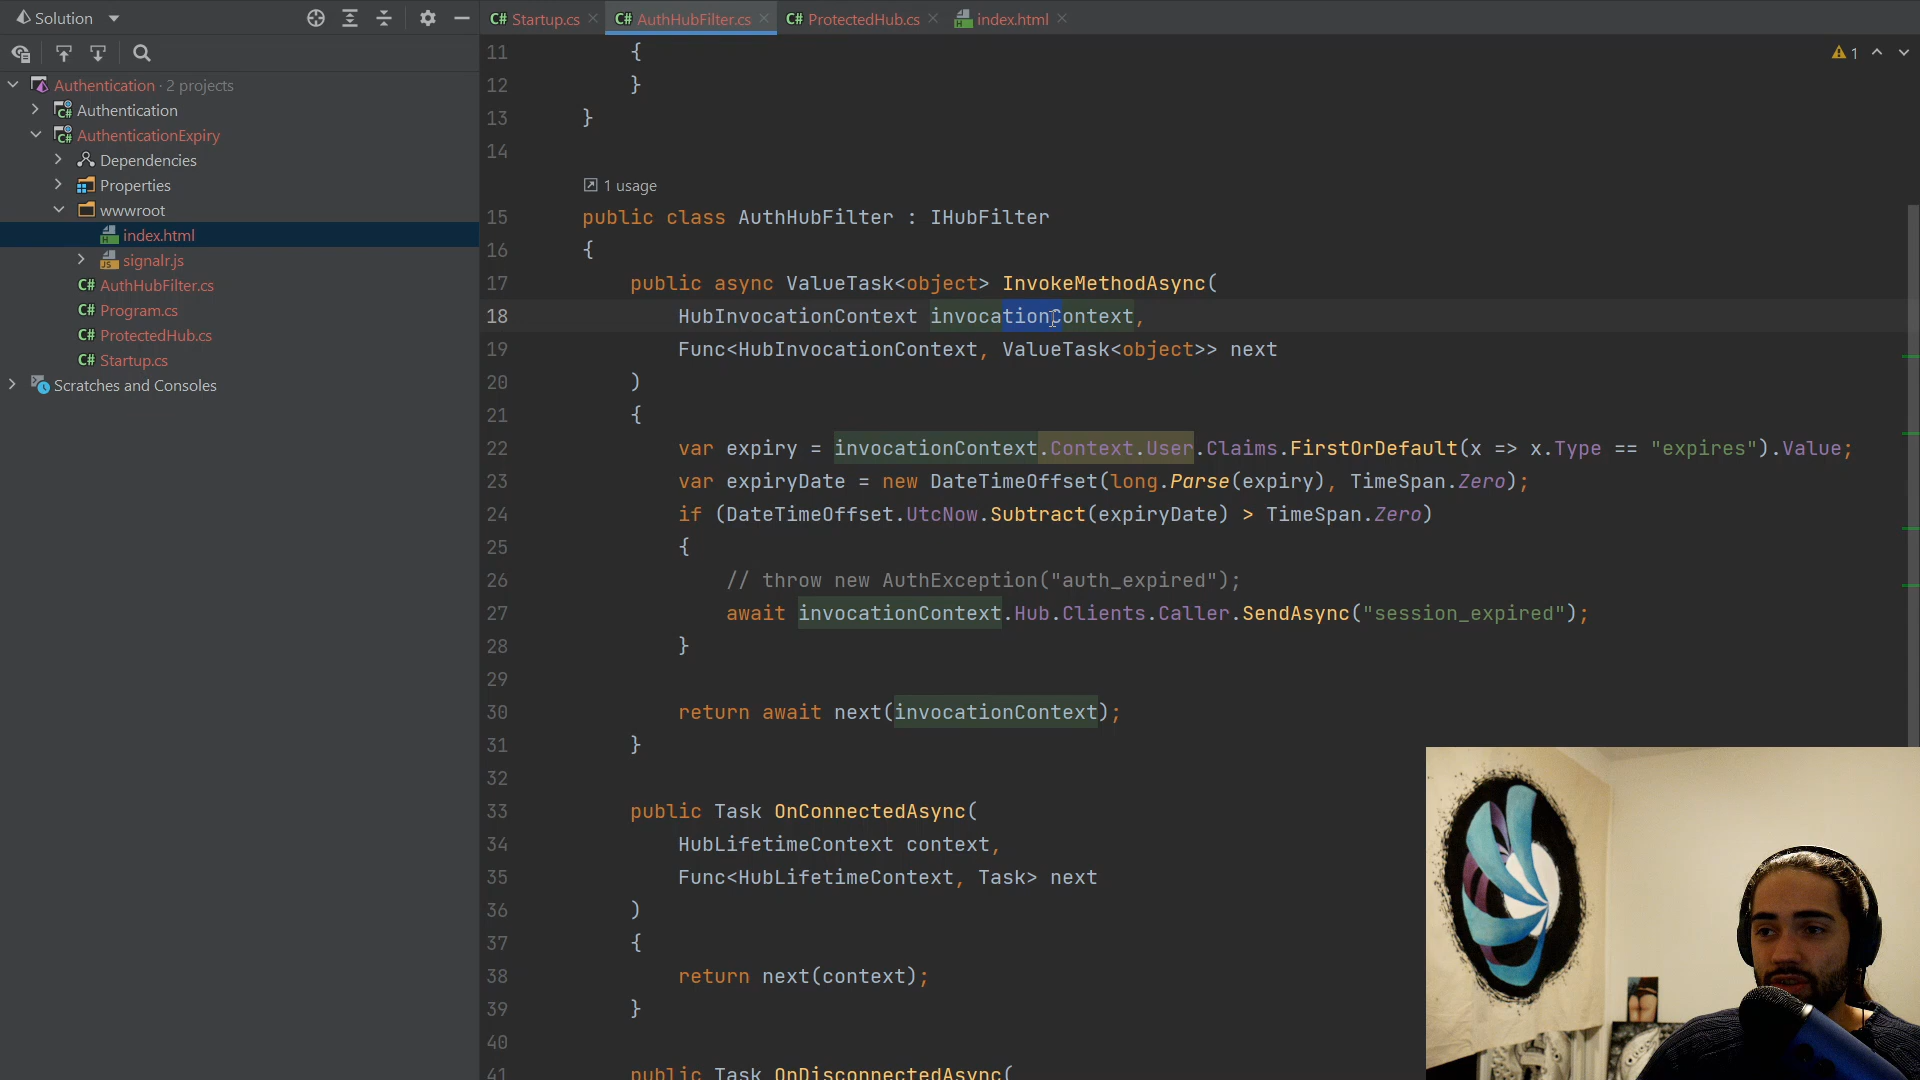 Solution
Startup.cs
AuthHubFilter.cs
ProtectedHub.cs
index.html
Authentication · 2 projects
Authentication
AuthenticationExpiry
Dependencies
Properties
wwwroot
index.html
signalr.js
AuthHubFilter.cs
Program.cs
ProtectedHub.cs
Startup.cs
Scratches and Consoles
1
11 {
12 }
13 }
14
1 usage
15 public class AuthHubFilter : IHubFilter
16 {
17 public async ValueTask<object> InvokeMethodAsync(
18 HubInvocationContext invocationContext,
19 Func<HubInvocationContext, ValueTask<object>> next
20 )
21 {
22 var expiry = invocationContext.Context.User.Claims.FirstOrDefault(x => x.Type == "expires").Value;
23 var expiryDate = new DateTimeOffset(long.Parse(expiry), TimeSpan.Zero);
24 if (DateTimeOffset.UtcNow.Subtract(expiryDate) > TimeSpan.Zero)
25 {
26 // throw new AuthException("auth_expired");
27 await invocationContext.Hub.Clients.Caller.SendAsync("session_expired");
28 }
29
30 return await next(invocationContext);
31 }
32
33 public Task OnConnectedAsync(
34 HubLifetimeContext context,
35 Func<HubLifetimeContext, Task> next
36 )
37 {
38 return next(context);
39 }
40
41 public Task OnDisconnectedAsync(